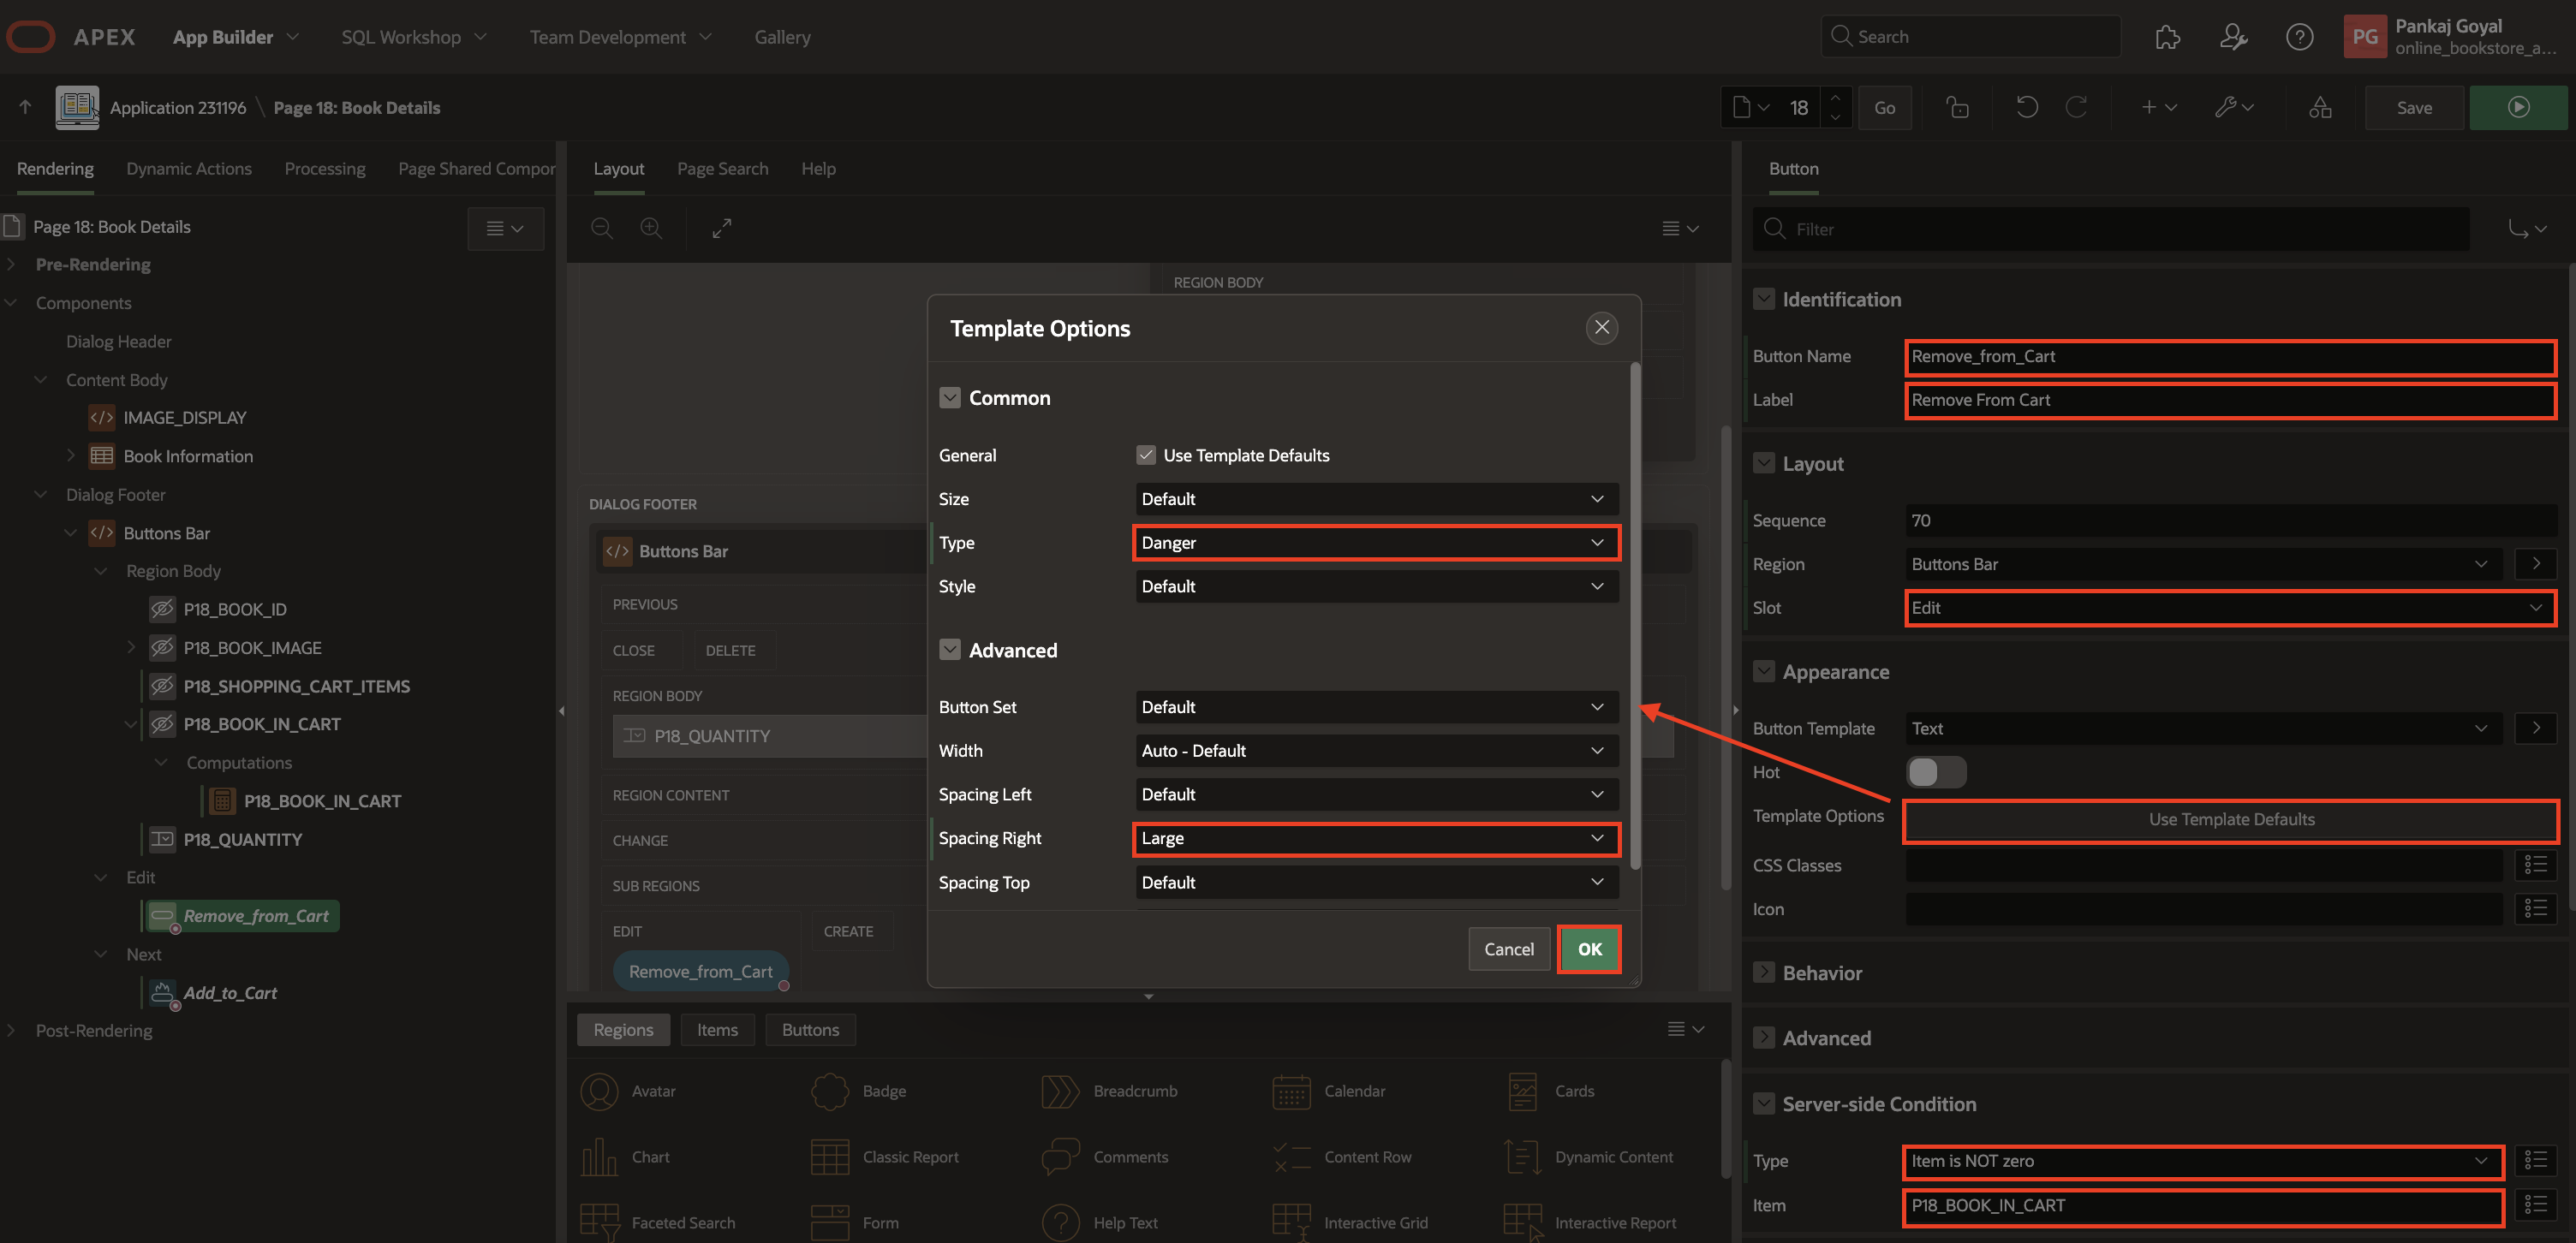 APEX App Builder SQL Workshop Team Development Gallery Search PG Pankaj Goyal
online_bookstore_a...
Application 231196 \ Page 18: Book Details 18 Go Save
Rendering Dynamic Actions Processing Page Shared Compor
Page 18: Book Details
Pre-Rendering
Components
Dialog Header
Content Body
IMAGE_DISPLAY
Book Information
Dialog Footer
Buttons Bar
Region Body
P18_BOOK_ID
P18_BOOK_IMAGE
P18_SHOPPING_CART_ITEMS
P18_BOOK_IN_CART
Computations
P18_BOOK_IN_CART
P18_QUANTITY
Edit
Remove_from_Cart
Next
Add_to_Cart
Post-Rendering
Layout Page Search Help
REGION BODY
DIALOG FOOTER
Buttons Bar
PREVIOUS
CLOSE DELETE
REGION BODY
P18_QUANTITY
REGION CONTENT
CHANGE
SUB REGIONS
EDIT CREATE
Remove_from_Cart
Template Options
Common
General Use Template Defaults
Size Default
Type Danger
Style Default
Advanced
Button Set Default
Width Auto - Default
Spacing Left Default
Spacing Right Large
Spacing Top Default
Cancel OK
Regions Items Buttons
Avatar Badge Breadcrumb Calendar Cards
Chart Classic Report Comments Content Row Dynamic Content
Faceted Search Form Help Text Interactive Grid Interactive Report
Button
Filter
Identification
Button Name Remove_from_Cart
Label Remove From Cart
Layout
Sequence 70
Region Buttons Bar
Slot Edit
Appearance
Button Template Text
Hot
Template Options Use Template Defaults
CSS Classes
Icon
Behavior
Advanced
Server-side Condition
Type Item is NOT zero
Item P18_BOOK_IN_CART